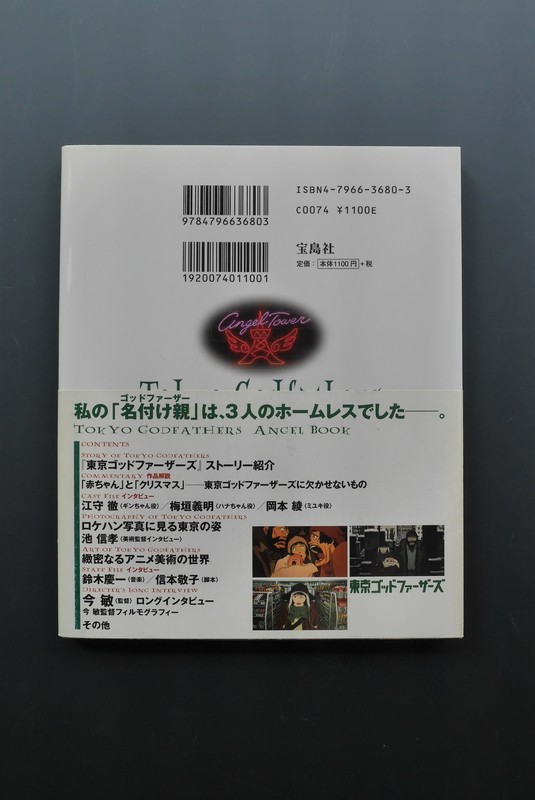 ISBN4-7966-3680-3
9784796636803
C0074 ¥1100E
宝島社
定価：本体1100円+税
1920074011001
Angel Tower
Tokyo Godfathers
ゴッドファーザー
私の「名付け親」は、3人のホームレスでした――。
TOKYO GODFATHERS ANGEL BOOK
CONTENTS
STORY OF TOKYO GODFATHERS
『東京ゴッドファーザーズ』ストーリー紹介
COMMENTARY 作品解説
「赤ちゃん」と「クリスマス」――東京ゴッドファーザーズに欠かせないもの
CAST FILE インタビュー
江守 徹(ギンちゃん役)／梅垣義明(ハナちゃん役)／岡本 綾(ミユキ役)
PHOTOGRAPHY OF TOKYO GODFATHERS
ロケハン写真に見る東京の姿
池 信孝(美術監督インタビュー)
ART OF TOKYO GODFATHERS
緻密なるアニメ美術の世界
STAFF FILE インタビュー
鈴木慶一(音楽)／信本敬子(脚本)
DIRECTER'S LONG INTERVIEW
今 敏(監督) ロングインタビュー
今 敏監督フィルモグラフィー
その他
東京ゴッドファーザーズ